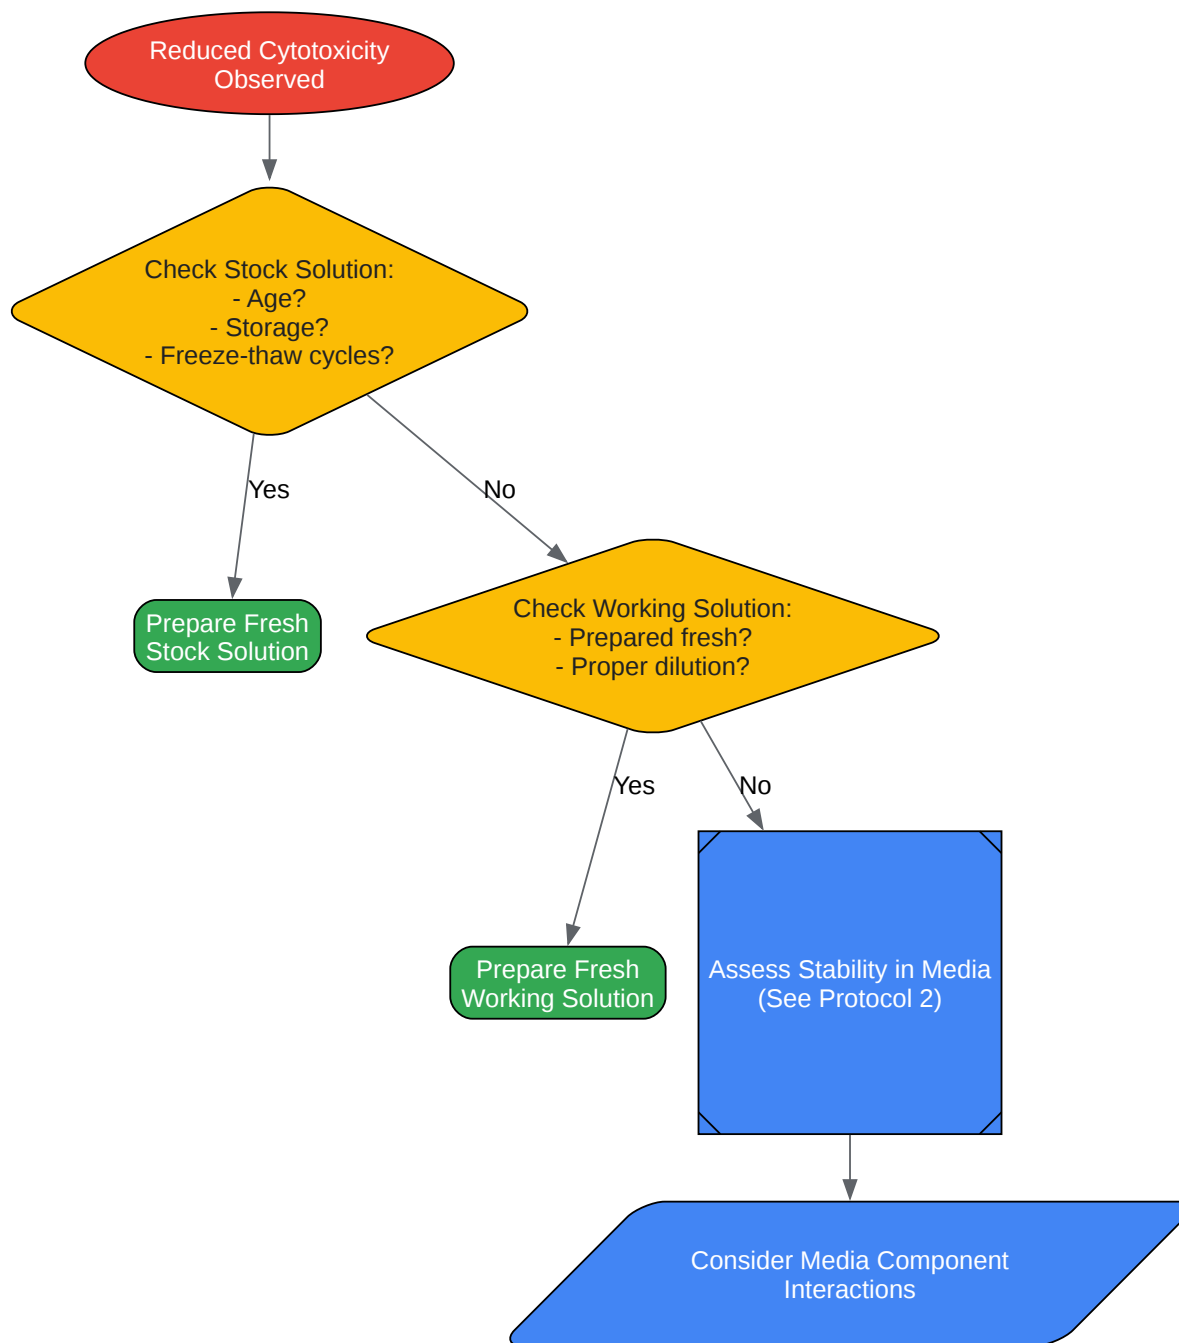 Reduced Cytotoxicity
Observed
Check Stock Solution:
- Age?
- Storage?
- Freeze-thaw cycles?
Yes
No
Prepare Fresh
Stock Solution
Check Working Solution:
- Prepared fresh?
- Proper dilution?
Yes
No
Prepare Fresh
Working Solution
Assess Stability in Media
(See Protocol 2)
Consider Media Component
Interactions